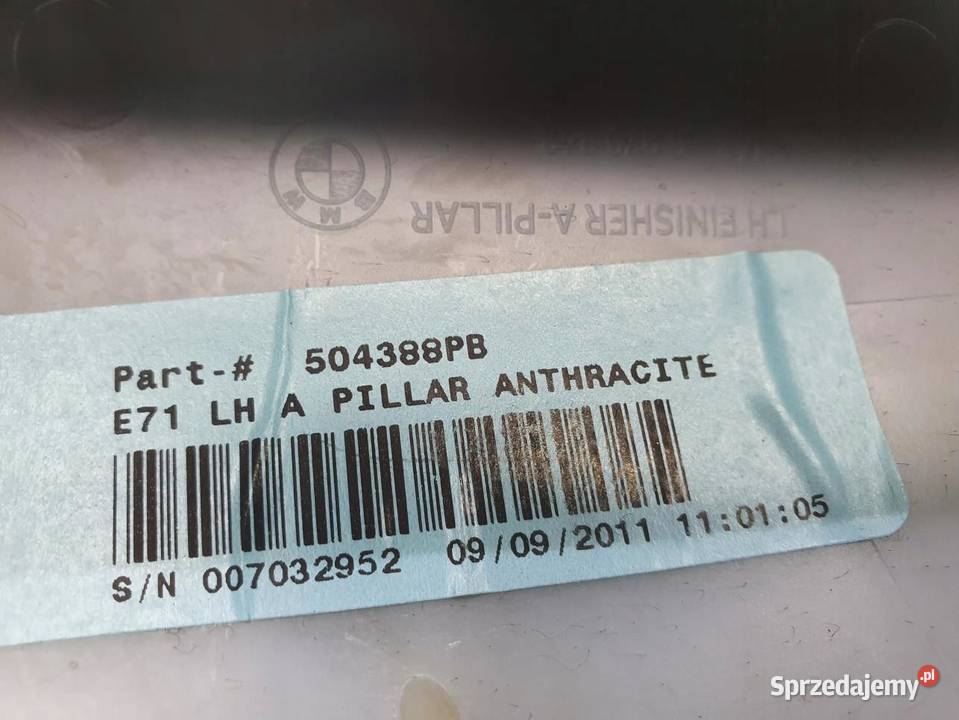 BMW
LH FINISHER A-PILLAR
Part-# 504388PB
E71 LH A PILLAR ANTHRACITE
S/N 007032952 09/09/2011 11:01:05
Sprzedajemy.pl